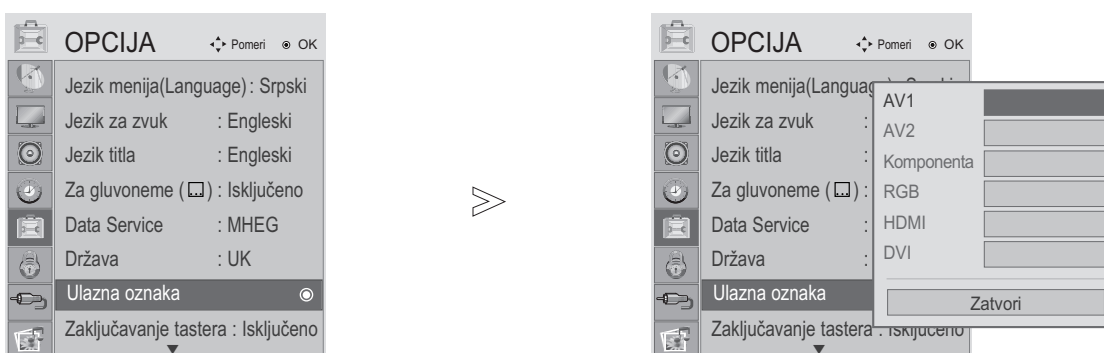 OPCIJA Pomeri OK
Jezik menija(Language) : Srpski
Jezik za zvuk : Engleski
Jezik titla : Engleski
Za gluvoneme ( ) : Isključeno
Data Service : MHEG
Država : UK
Ulazna oznaka
Zaključavanje tastera : Isključeno
OPCIJA Pomeri OK
Jezik menija(Language)
Jezik za zvuk :
Jezik titla :
Za gluvoneme ( ) :
Data Service :
Država :
Ulazna oznaka
Zaključavanje tastera : Isključeno
AV1
AV2
Komponenta
RGB
HDMI
DVI
Zatvori